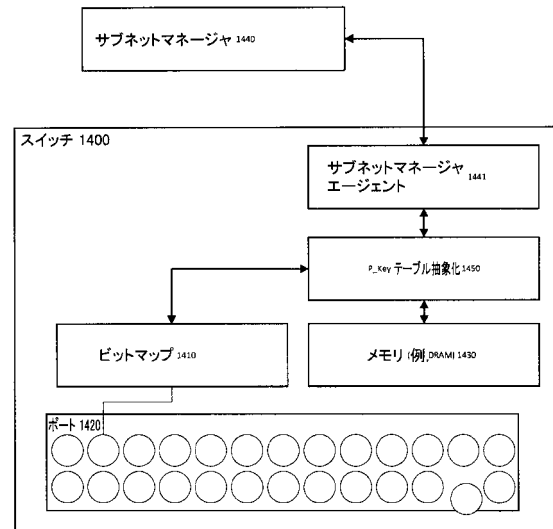 サブネットマネージャ 1440
スイッチ 1400
サブネットマネージャ
エージェント 1441
P_Key テーブル抽象化 1450
ビットマップ 1410
メモリ (例,DRAM) 1430
ポート 1420